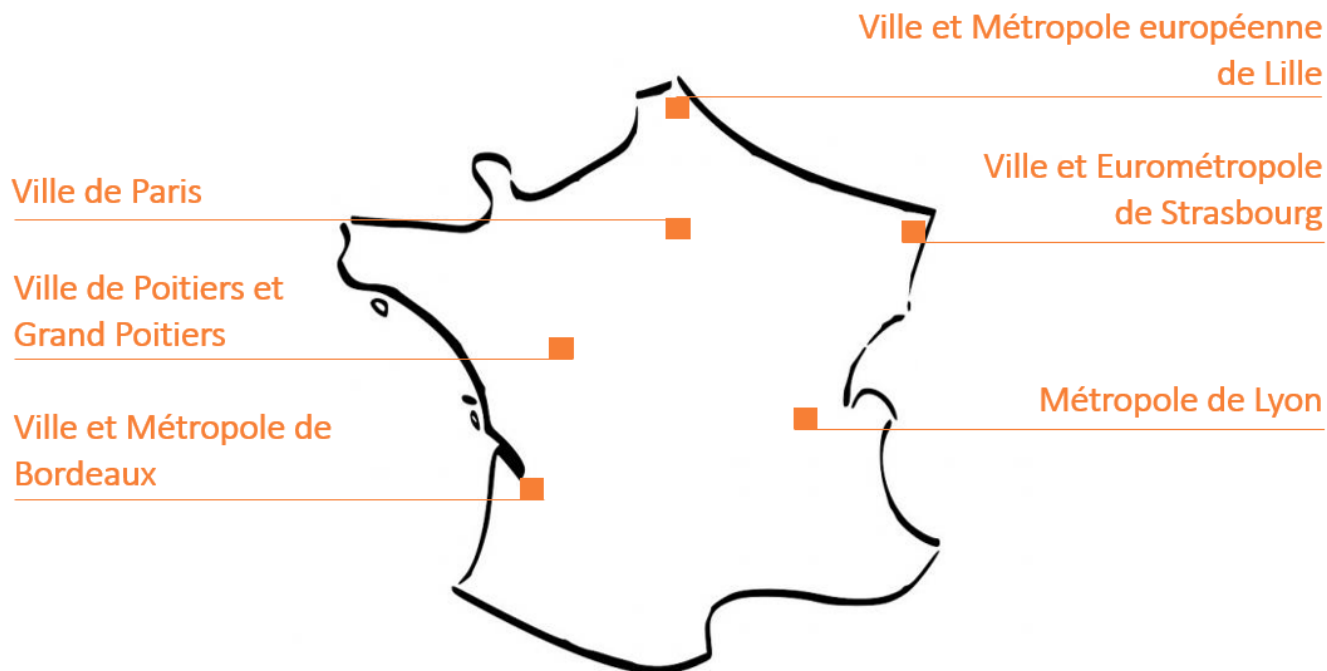 Ville et Métropole européenne
de Lille
Ville de Paris
Ville et Eurométropole
de Strasbourg
Ville de Poitiers et
Grand Poitiers
Métropole de Lyon
Ville et Métropole de
Bordeaux